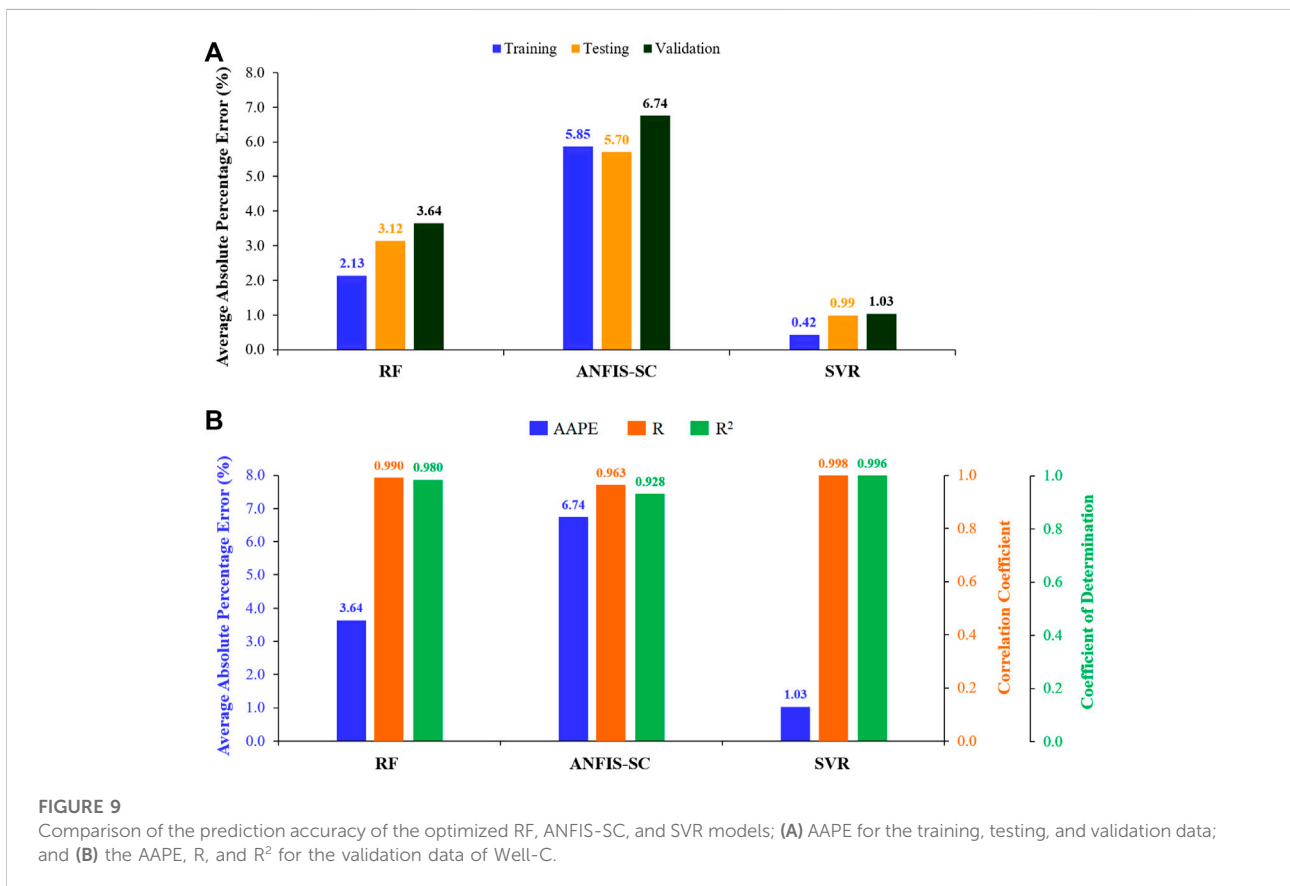 A
Training Testing Validation
Average Absolute Percentage Error (%)
8.0
7.0
6.0
5.0
4.0
3.0
2.0
1.0
0.0
2.13
3.12
3.64
5.85
5.70
6.74
0.42
0.99
1.03
RF
ANFIS-SC
SVR
B
AAPE R R²
Average Absolute Percentage Error (%)
8.0
7.0
6.0
5.0
4.0
3.0
2.0
1.0
0.0
3.64
0.990
0.980
6.74
0.963
0.928
1.03
0.998
0.996
RF
ANFIS-SC
SVR
1.0
0.8
0.6
0.4
0.2
0.0
Correlation Coefficient
1.0
0.8
0.6
0.4
0.2
0.0
Coefficient of Determination
FIGURE 9
Comparison of the prediction accuracy of the optimized RF, ANFIS-SC, and SVR models; (A) AAPE for the training, testing, and validation data;
and (B) the AAPE, R, and R² for the validation data of Well-C.